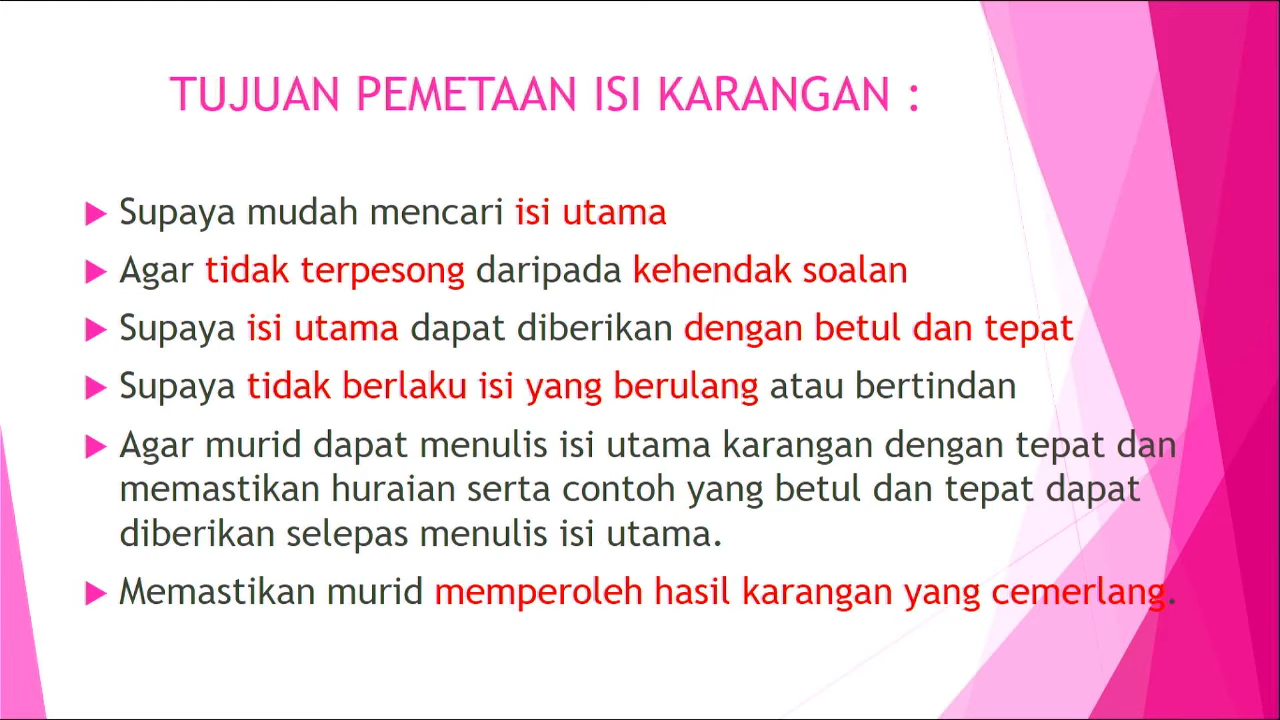 TUJUAN PEMETAAN ISI KARANGAN :
Supaya mudah mencari isi utama
Agar tidak terpesong daripada kehendak soalan
Supaya isi utama dapat diberikan dengan betul dan tepat
Supaya tidak berlaku isi yang berulang atau bertindan
Agar murid dapat menulis isi utama karangan dengan tepat dan
memastikan huraian serta contoh yang betul dan tepat dapat
diberikan selepas menulis isi utama.
Memastikan murid memperoleh hasil karangan yang cemerlang.